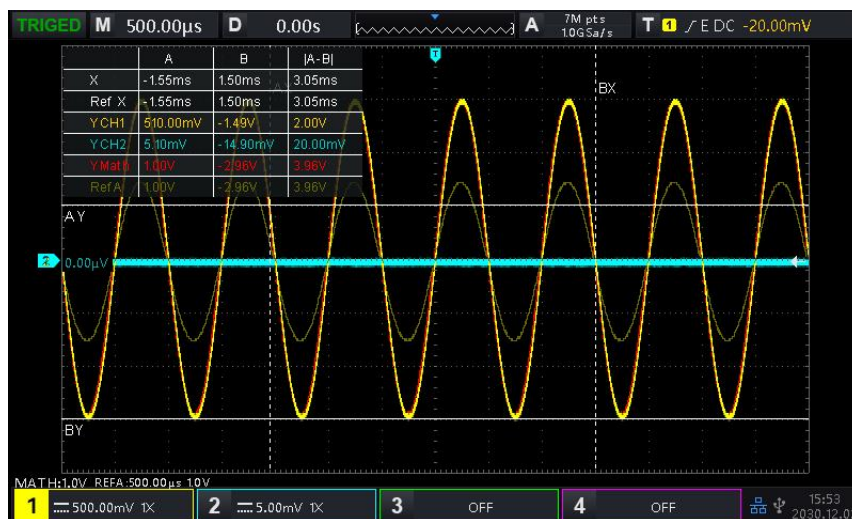 TRIGED M 500.00µs D 0.00s A 7M pts 1.0GSa/s T 1 E DC -20.00mV
T
A B |A-B|
X -1.55ms 1.50ms 3.05ms
Ref X -1.55ms 1.50ms 3.05ms
Y CH1 510.00mV -1.49V 2.00V
Y CH2 5.10mV -14.90mV 20.00mV
Y Math 1.00V -2.96V 3.96V
Ref A 1.00V -2.96V 3.96V
BX
AY
0.00µV
BY
MATH:1.0V REFA:500.00µs 1.0V
1 500.00mV 1X 2 5.00mV 1X 3 OFF 4 OFF 15:53